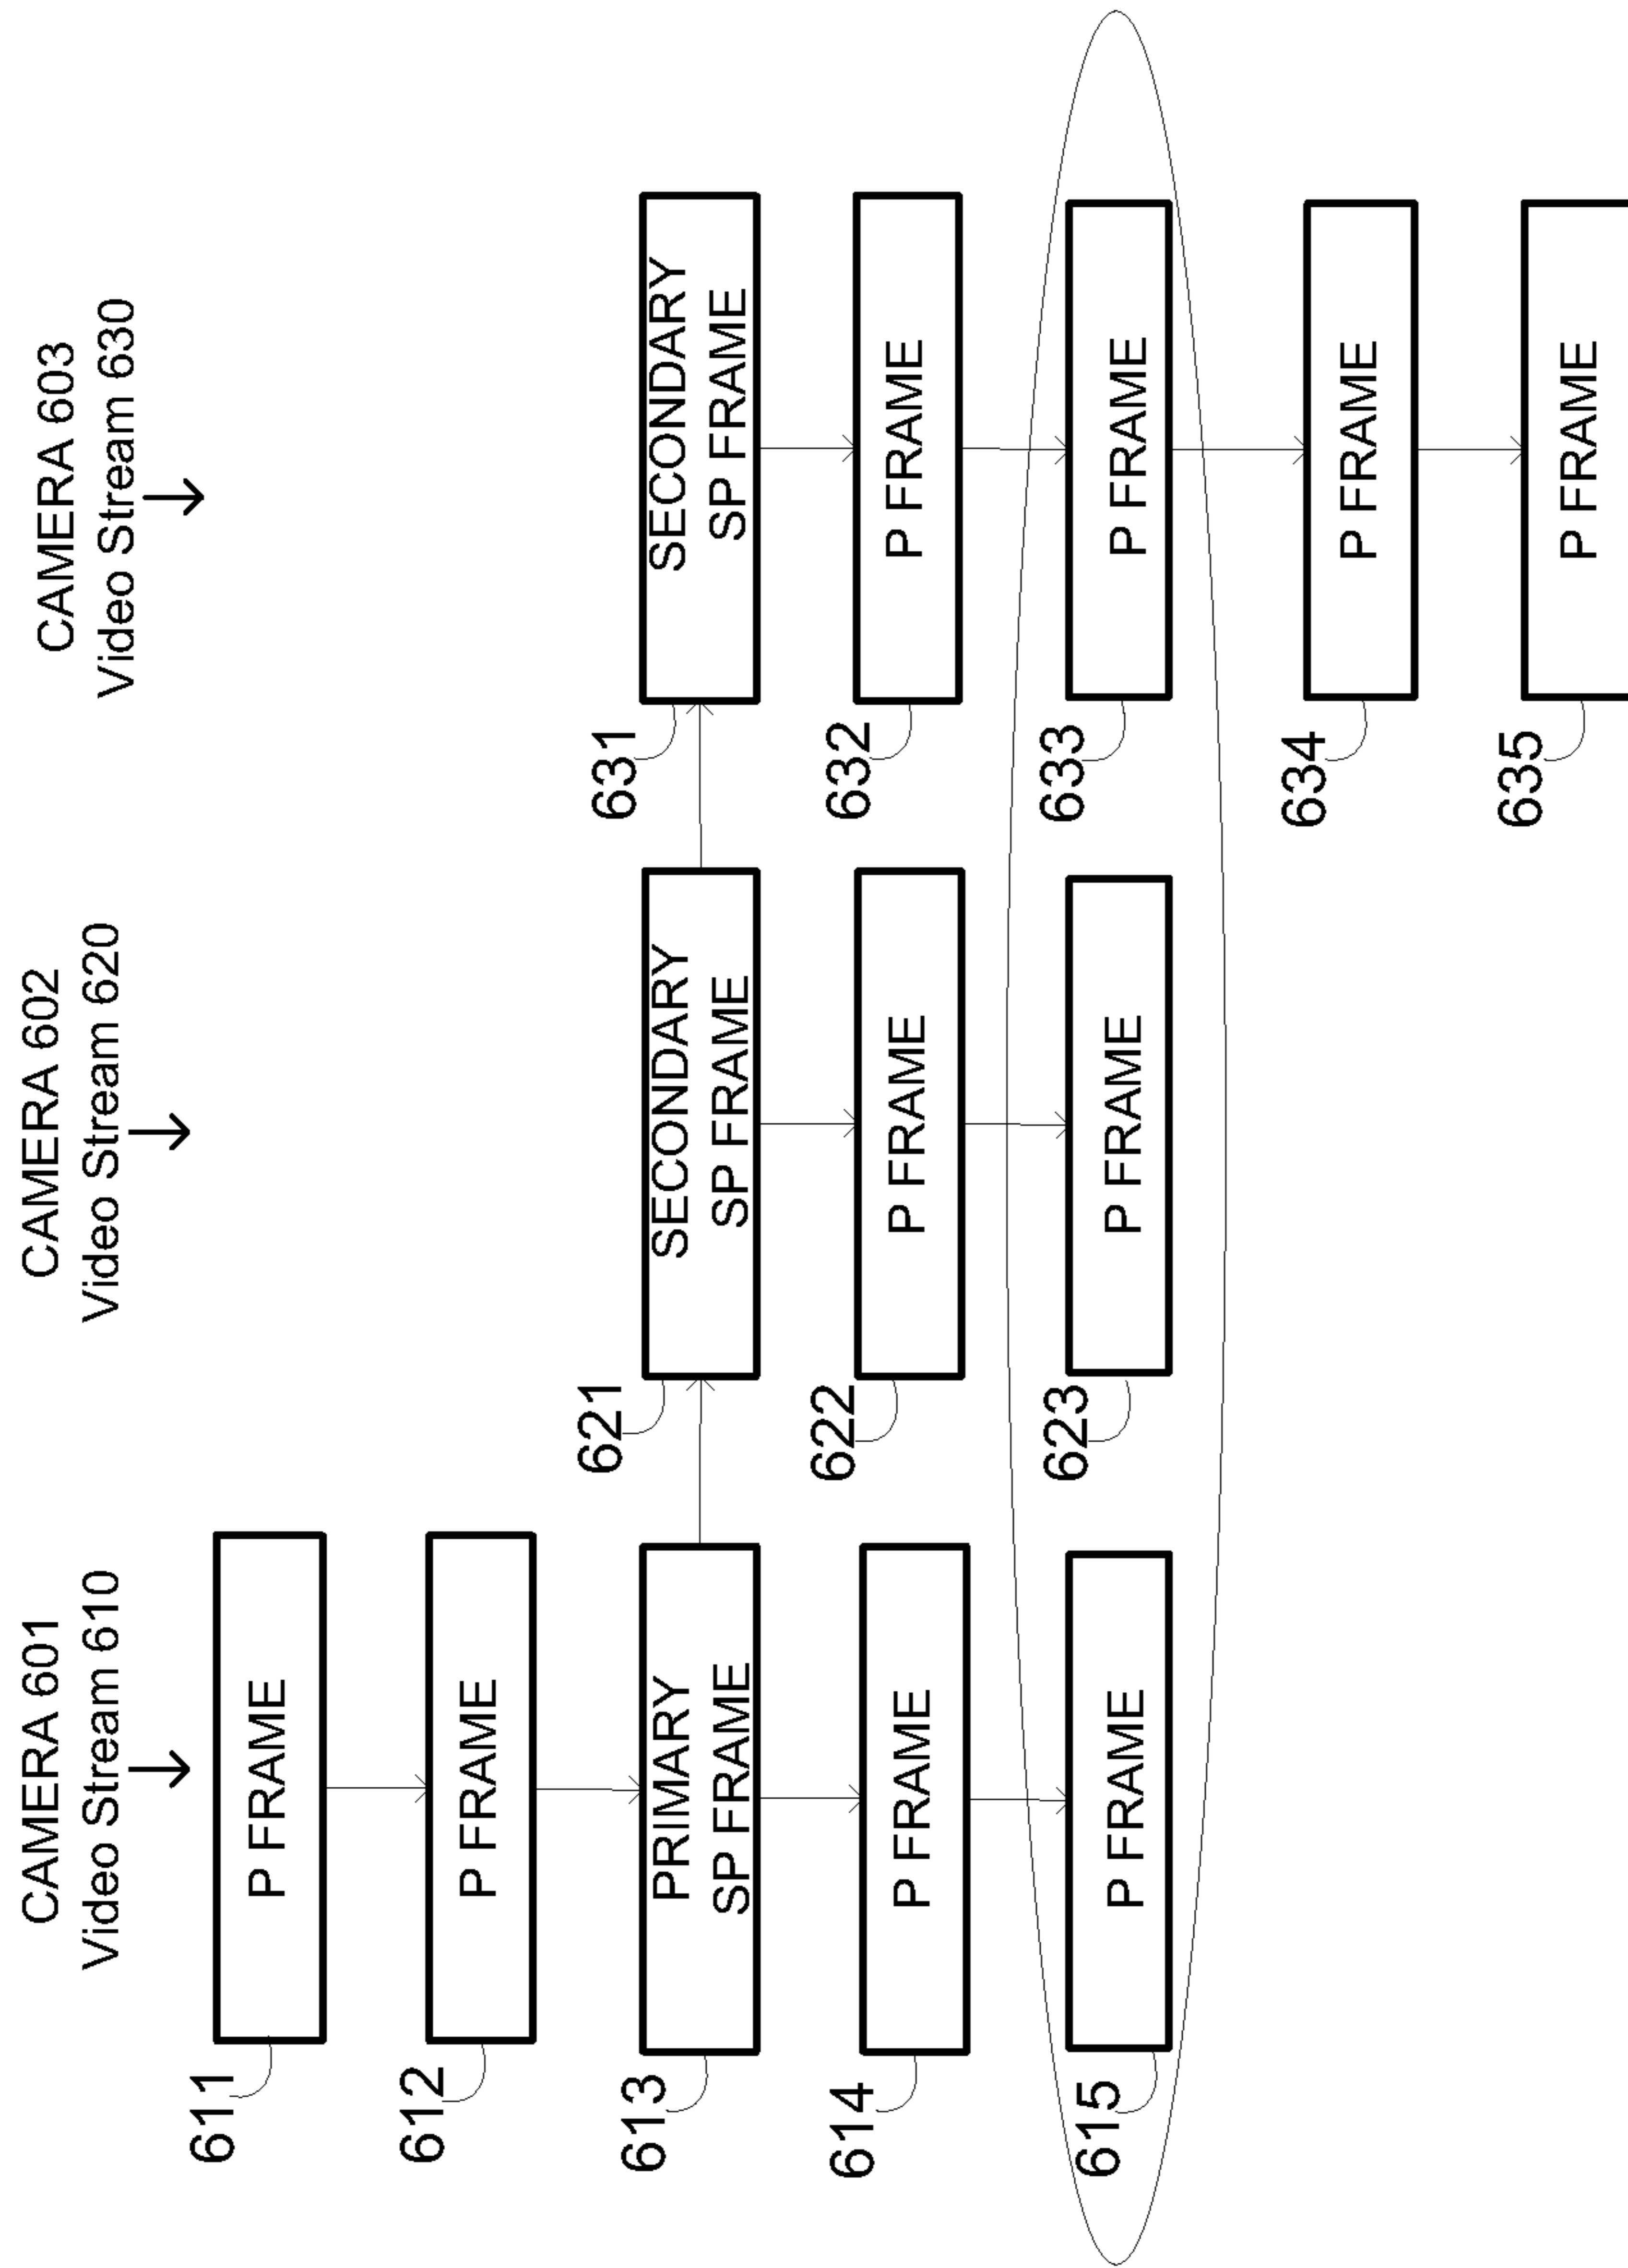 CAMERA 601
Video Stream 610
CAMERA 602
Video Stream 620
CAMERA 603
Video Stream 630
611
P FRAME
612
P FRAME
613
PRIMARY
SP FRAME
621
SECONDARY
SP FRAME
631
SECONDARY
SP FRAME
614
P FRAME
622
P FRAME
632
P FRAME
615
P FRAME
623
P FRAME
633
P FRAME
634
P FRAME
635
P FRAME